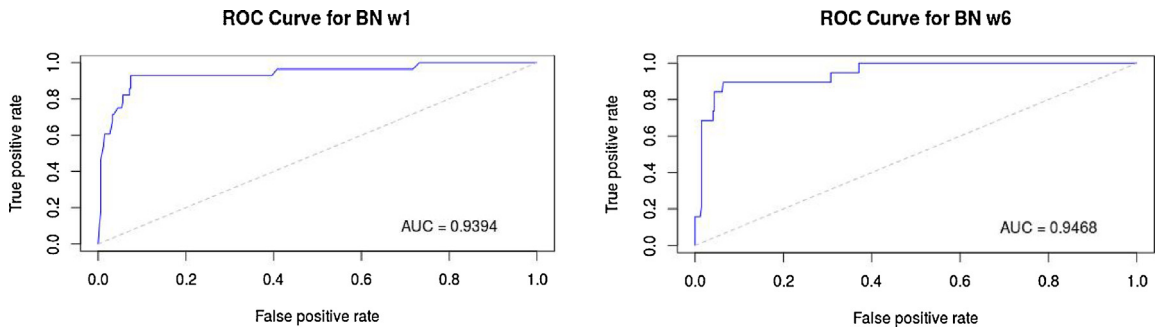 ROC Curve for BN w1
True positive rate
1.0
0.8
0.6
0.4
0.2
0.0
AUC = 0.9394
0.0 0.2 0.4 0.6 0.8 1.0
False positive rate
ROC Curve for BN w6
True positive rate
1.0
0.8
0.6
0.4
0.2
0.0
AUC = 0.9468
0.0 0.2 0.4 0.6 0.8 1.0
False positive rate